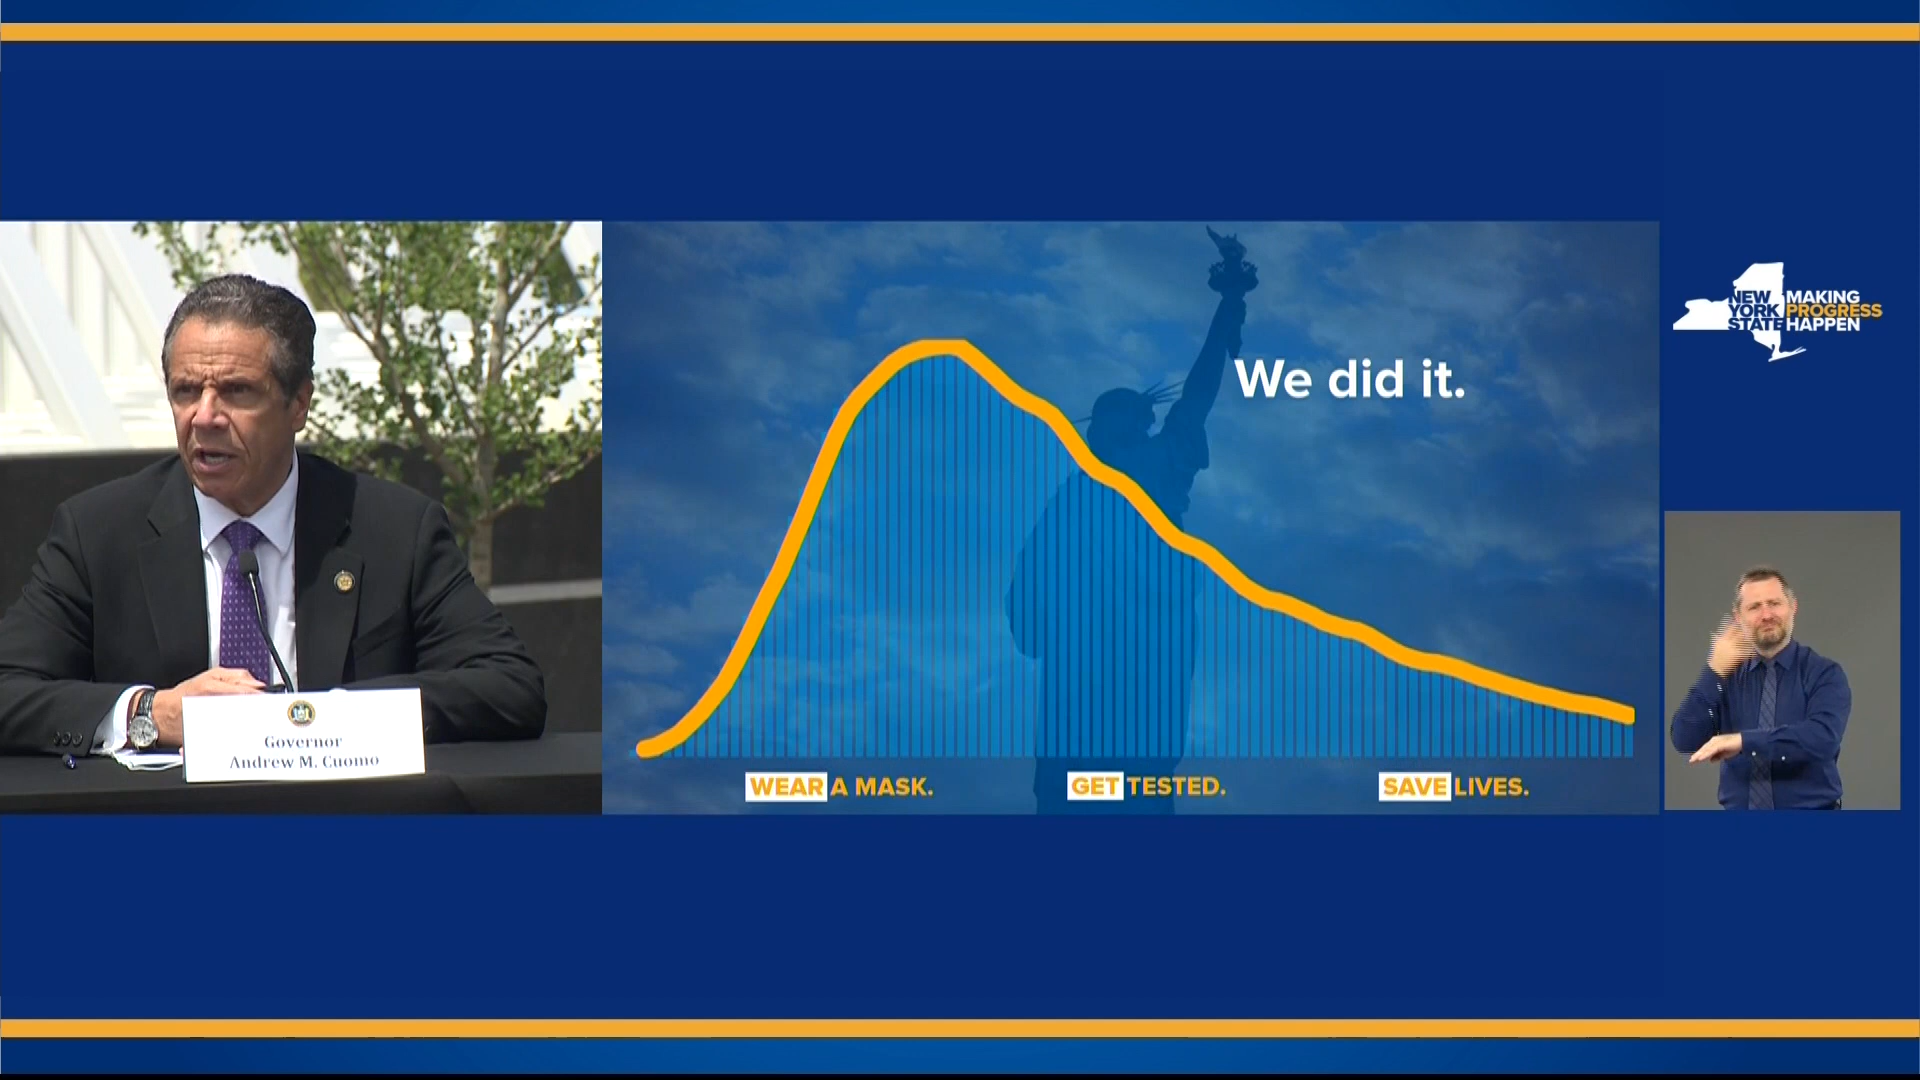 Governor
Andrew M. Cuomo
We did it.
WEAR A MASK.
GET TESTED.
SAVE LIVES.
NEW
YORK
STATE
MAKING
PROGRESS
HAPPEN